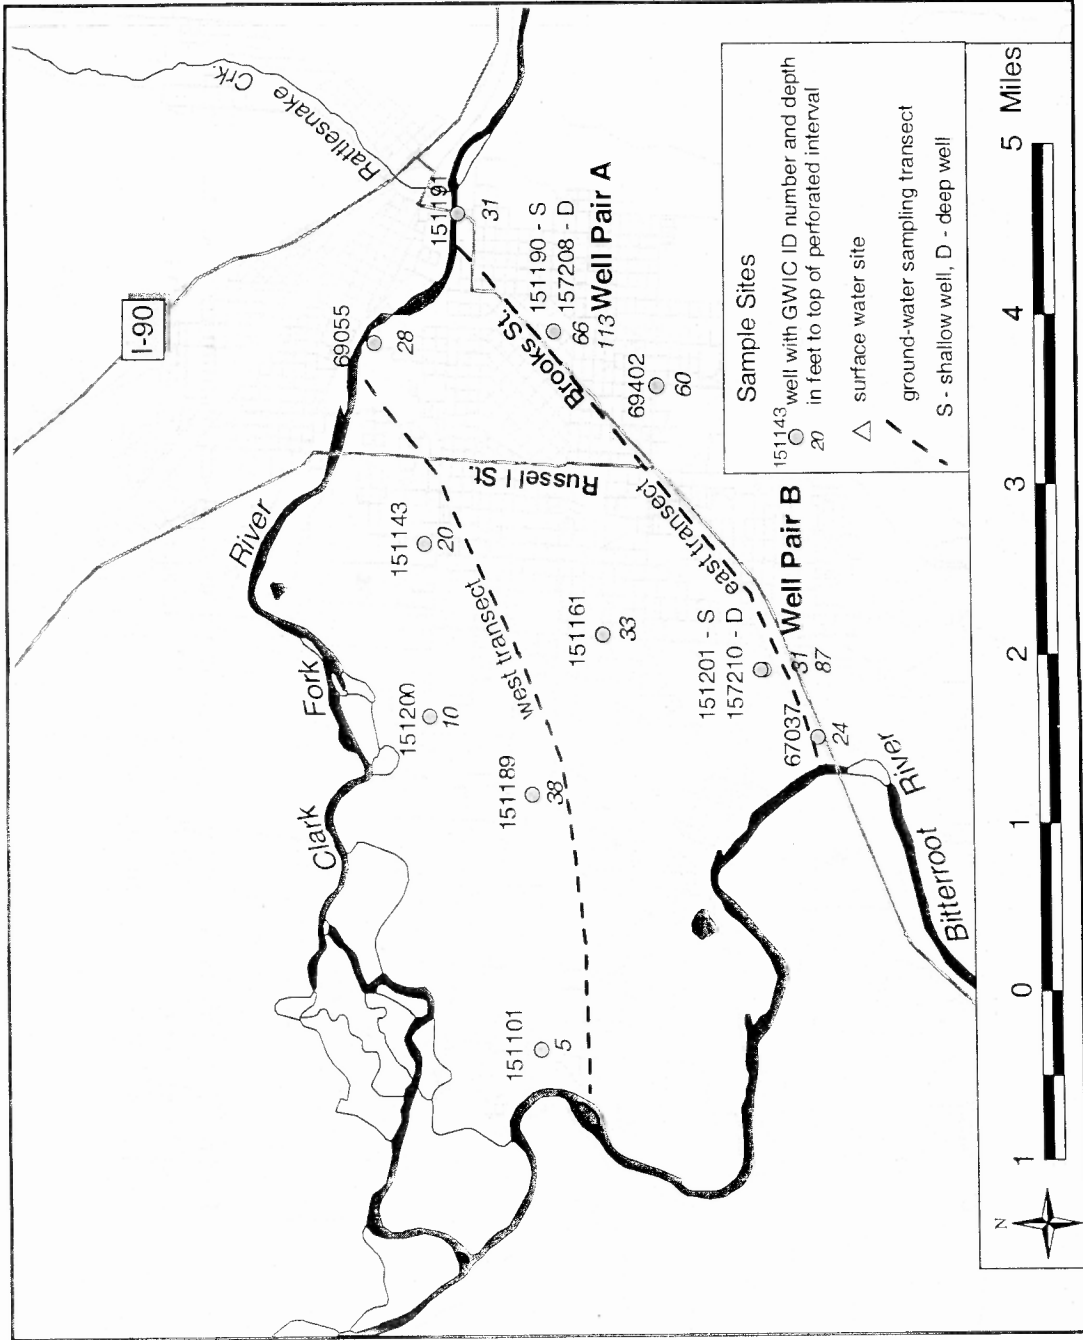 Rattlesnake Crk.
I-90
151191
31
69055
28
151190 - S
157208 - D
66
113
Well Pair A
Brooks St.
69402
60
Russell St.
River
151143
20
east transect
west transect
151161
33
Fork
151200
10
151201 - S
157210 - D
Well Pair B
31
87
67037
24
151189
38
Clark
River
Bitterroot
151101
5
Sample Sites
151143
20
well with GWIC ID number and depth
in feet to top of perforated interval
surface water site
ground-water sampling transect
S - shallow well, D - deep well
1 0 1 2 3 4 5 Miles
N